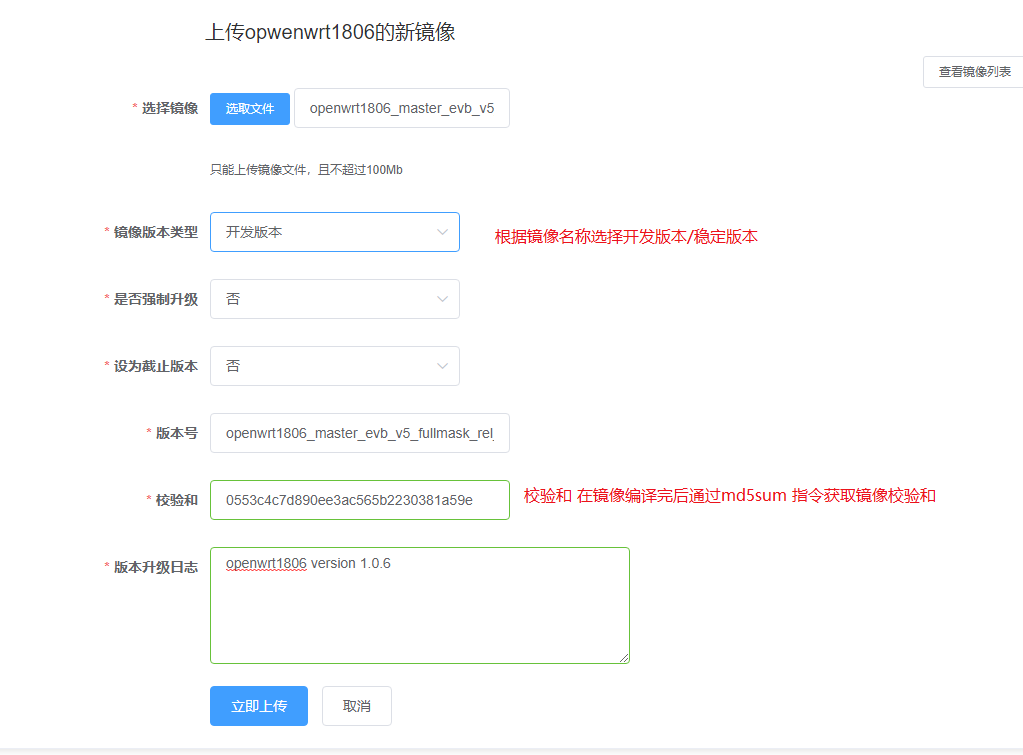 上传opwenwrt1806的新镜像
查看镜像列表
* 选择镜像 选取文件 openwrt1806_master_evb_v5
只能上传镜像文件，且不超过100Mb
* 镜像版本类型 开发版本 根据镜像名称选择开发版本/稳定版本
* 是否强制升级 否
* 设为截止版本 否
* 版本号 openwrt1806_master_evb_v5_fullmask_rel_
* 校验和 0553c4c7d890ee3ac565b2230381a59e 校验和 在镜像编译完后通过md5sum 指令获取镜像校验和
* 版本升级日志 openwrt1806 version 1.0.6
立即上传 取消